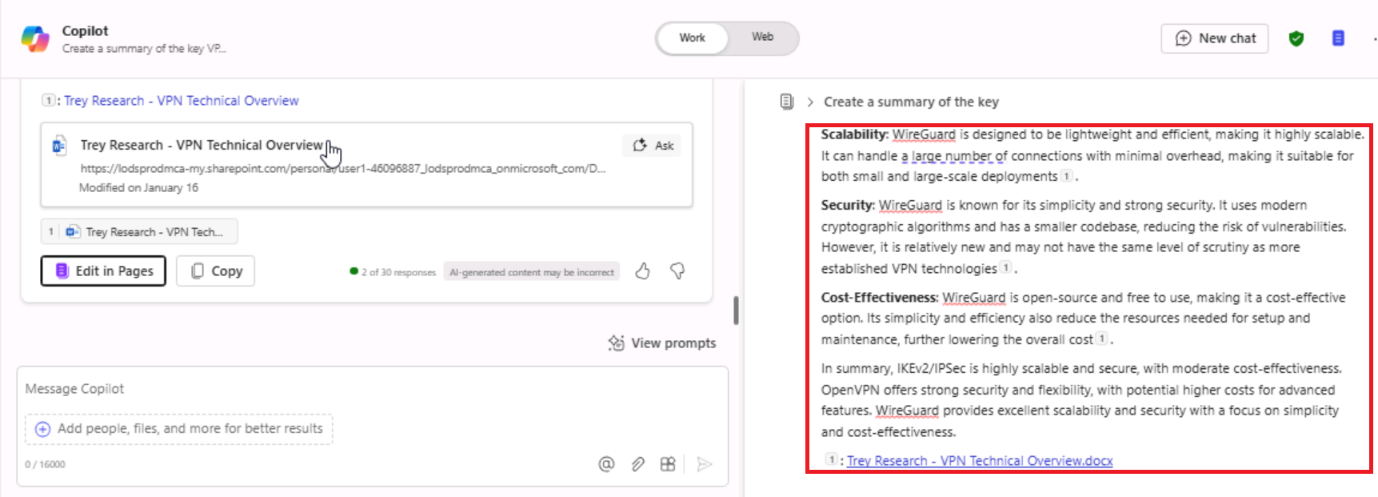 Copilot
Create a summary of the key VP...
Work
Web
New chat
1 : Trey Research - VPN Technical Overview
Trey Research - VPN Technical Overview
Ask
https://lodsprodmca-my.sharepoint.com/personal/user1-46096887_lodsprodmca_onmicrosoft_com/D...
Modified on January 16
1 Trey Research - VPN Tech...
Edit in Pages
Copy
2 of 30 responses
AI-generated content may be incorrect
View prompts
Message Copilot
Add people, files, and more for better results
0 / 16000
Create a summary of the key
Scalability: WireGuard is designed to be lightweight and efficient, making it highly scalable.
It can handle a large number of connections with minimal overhead, making it suitable for
both small and large-scale deployments 1 .
Security: WireGuard is known for its simplicity and strong security. It uses modern
cryptographic algorithms and has a smaller codebase, reducing the risk of vulnerabilities.
However, it is relatively new and may not have the same level of scrutiny as more
established VPN technologies 1 .
Cost-Effectiveness: WireGuard is open-source and free to use, making it a cost-effective
option. Its simplicity and efficiency also reduce the resources needed for setup and
maintenance, further lowering the overall cost 1 .
In summary, IKEv2/IPSec is highly scalable and secure, with moderate cost-effectiveness.
OpenVPN offers strong security and flexibility, with potential higher costs for advanced
features. WireGuard provides excellent scalability and security with a focus on simplicity
and cost-effectiveness.
1 : Trey Research - VPN Technical Overview.docx